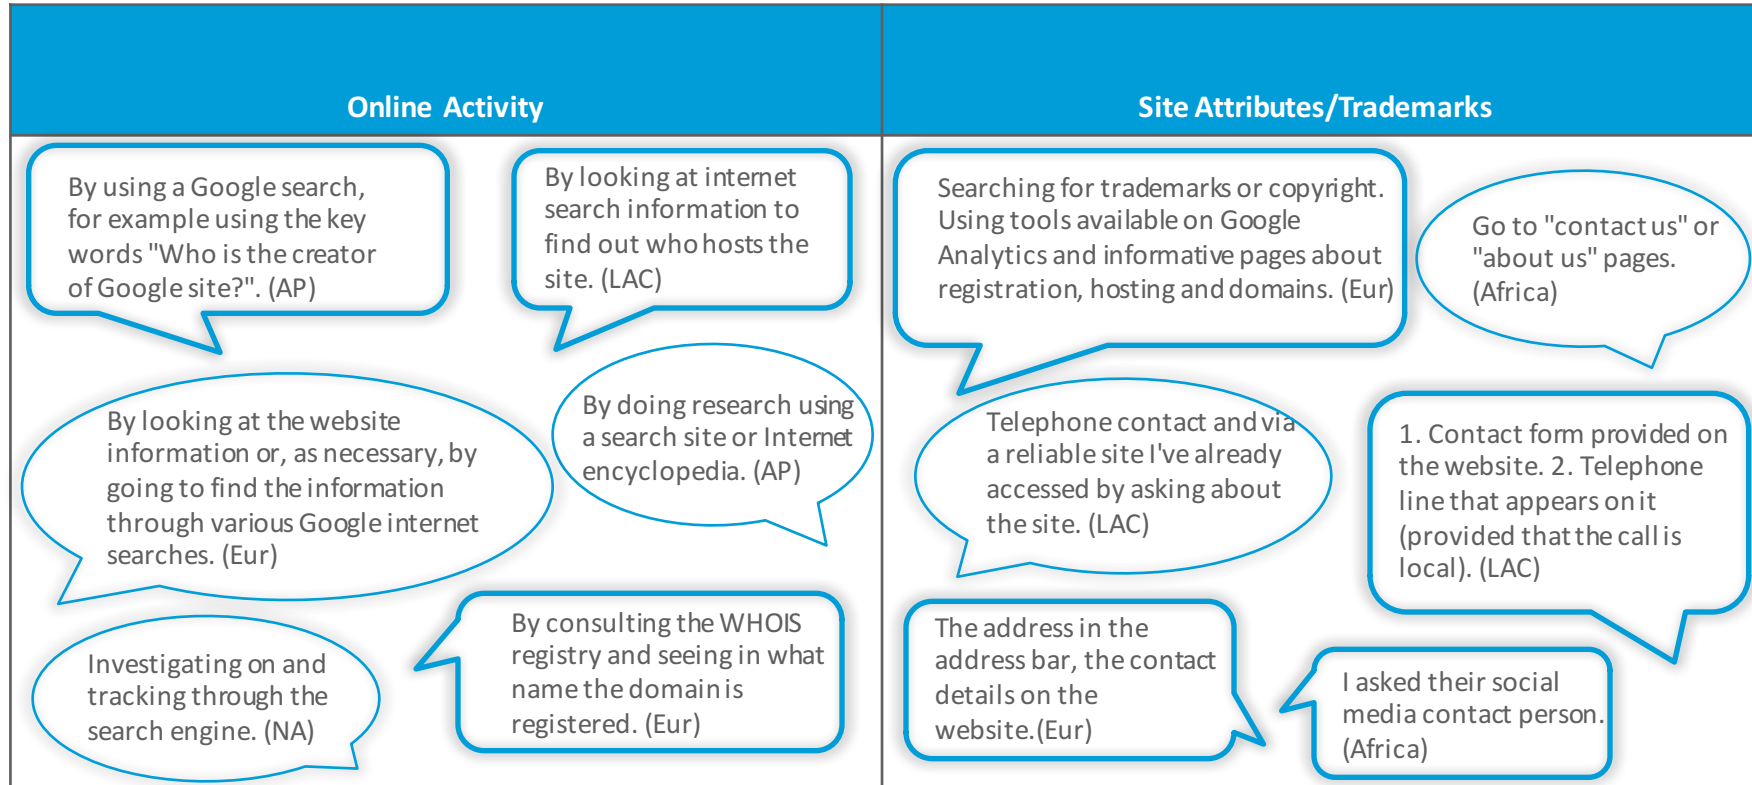 Online Activity
By using a Google search,
for example using the key
words "Who is the creator
of Google site?". (AP)
By looking at internet
search information to
find out who hosts the
site. (LAC)
By looking at the website
information or, as necessary, by
going to find the information
through various Google internet
searches. (Eur)
By doing research using
a search site or Internet
encyclopedia. (AP)
Investigating on and
tracking through the
search engine. (NA)
By consulting the WHOIS
registry and seeing in what
name the domain is
registered. (Eur)
Site Attributes/Trademarks
Searching for trademarks or copyright.
Using tools available on Google
Analytics and informative pages about
registration, hosting and domains. (Eur)
Go to "contact us" or
"about us" pages.
(Africa)
Telephone contact and via
a reliable site I've already
accessed by asking about
the site. (LAC)
1. Contact form provided on
the website. 2. Telephone
line that appears on it
(provided that the call is
local). (LAC)
The address in the
address bar, the contact
details on the
website.(Eur)
I asked their social
media contact person.
(Africa)